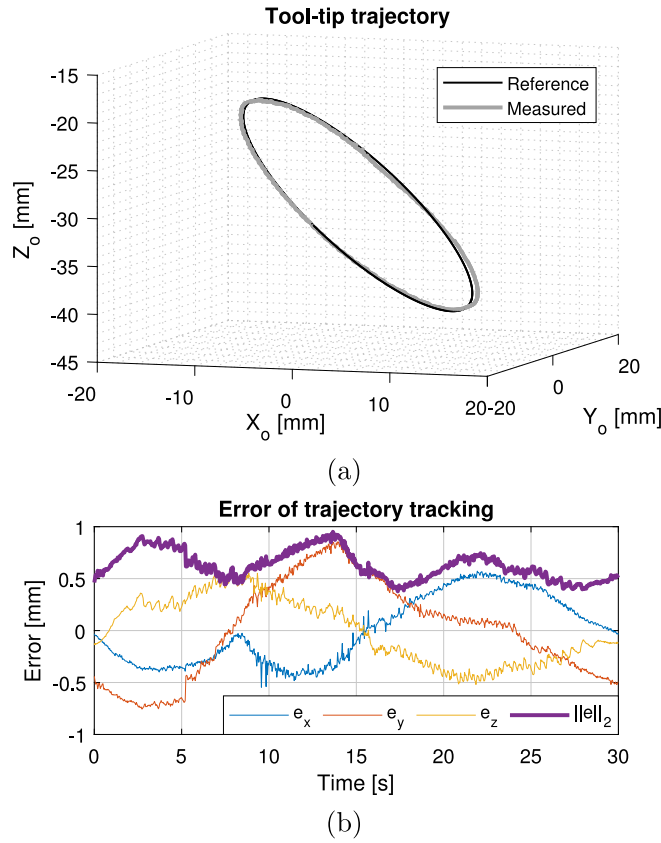 Tool-tip trajectory
Reference
Measured
-15
-20
-25
-30
-35
-40
-45
Z_o [mm]
-20
-10
0
10
20
X_o [mm]
-20
0
20
Y_o [mm]
(a)
Error of trajectory tracking
1
0.5
0
-0.5
-1
Error [mm]
e_x e_y e_z ||e||_2
0 5 10 15 20 25 30
Time [s]
(b)